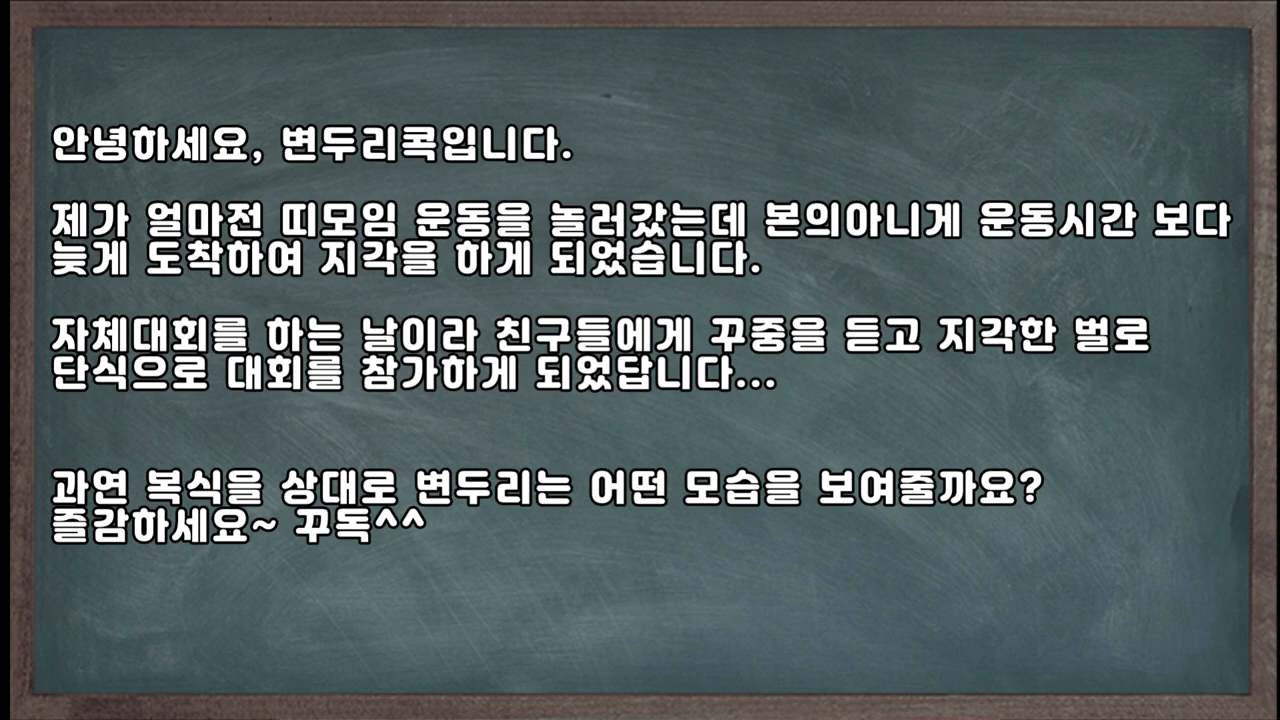 안녕하세요, 변두리콕입니다.
제가 얼마전 띠모임 운동을 놀러갔는데 본의아니게 운동시간 보다
늦게 도착하여 지각을 하게 되었습니다.
자체대회를 하는 날이라 친구들에게 꾸중을 듣고 지각한 벌로
단식으로 대회를 참가하게 되었답니다...
과연 복식을 상대로 변두리는 어떤 모습을 보여줄까요?
즐감하세요~ 꾸독^^